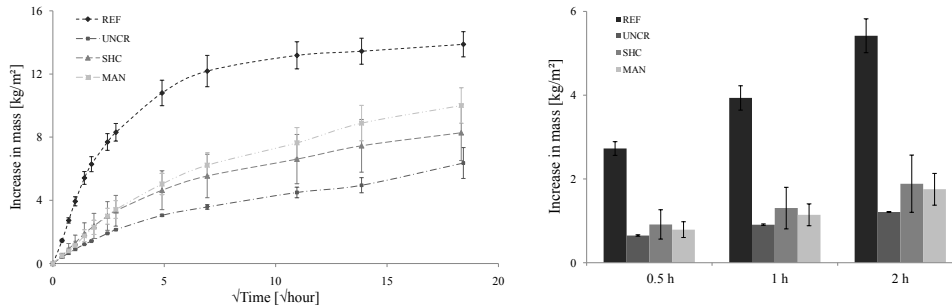 Increase in mass [kg/m²]
16
12
8
4
0
REF
UNCR
SHC
MAN
0
5
10
15
20
√Time [√hour]
Increase in mass [kg/m²]
6
4
2
0
REF
UNCR
SHC
MAN
0.5 h
1 h
2 h